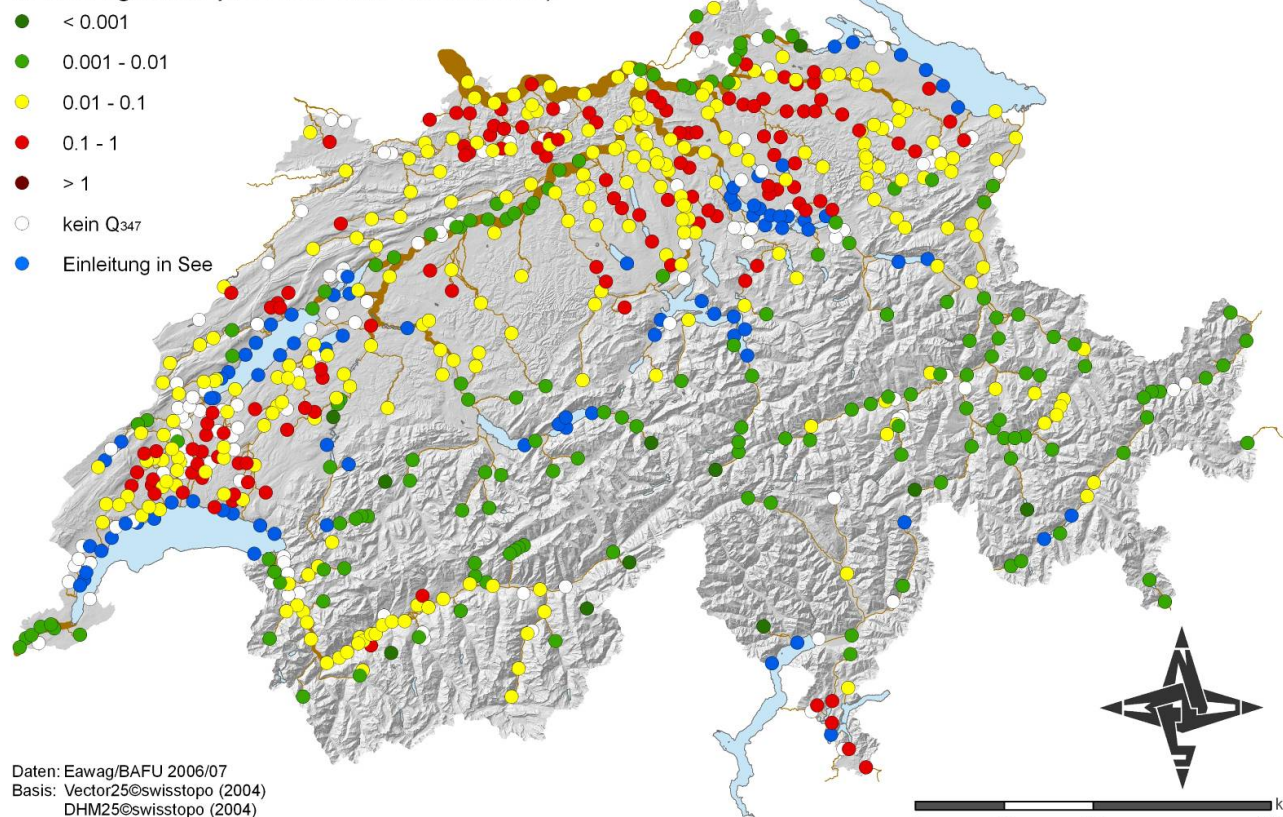 < 0.001
0.001 - 0.01
0.01 - 0.1
0.1 - 1
> 1
kein Q347
Einleitung in See
Daten: Eawag/BAFU 2006/07
Basis: Vector25©swisstopo (2004)
DHM25©swisstopo (2004)